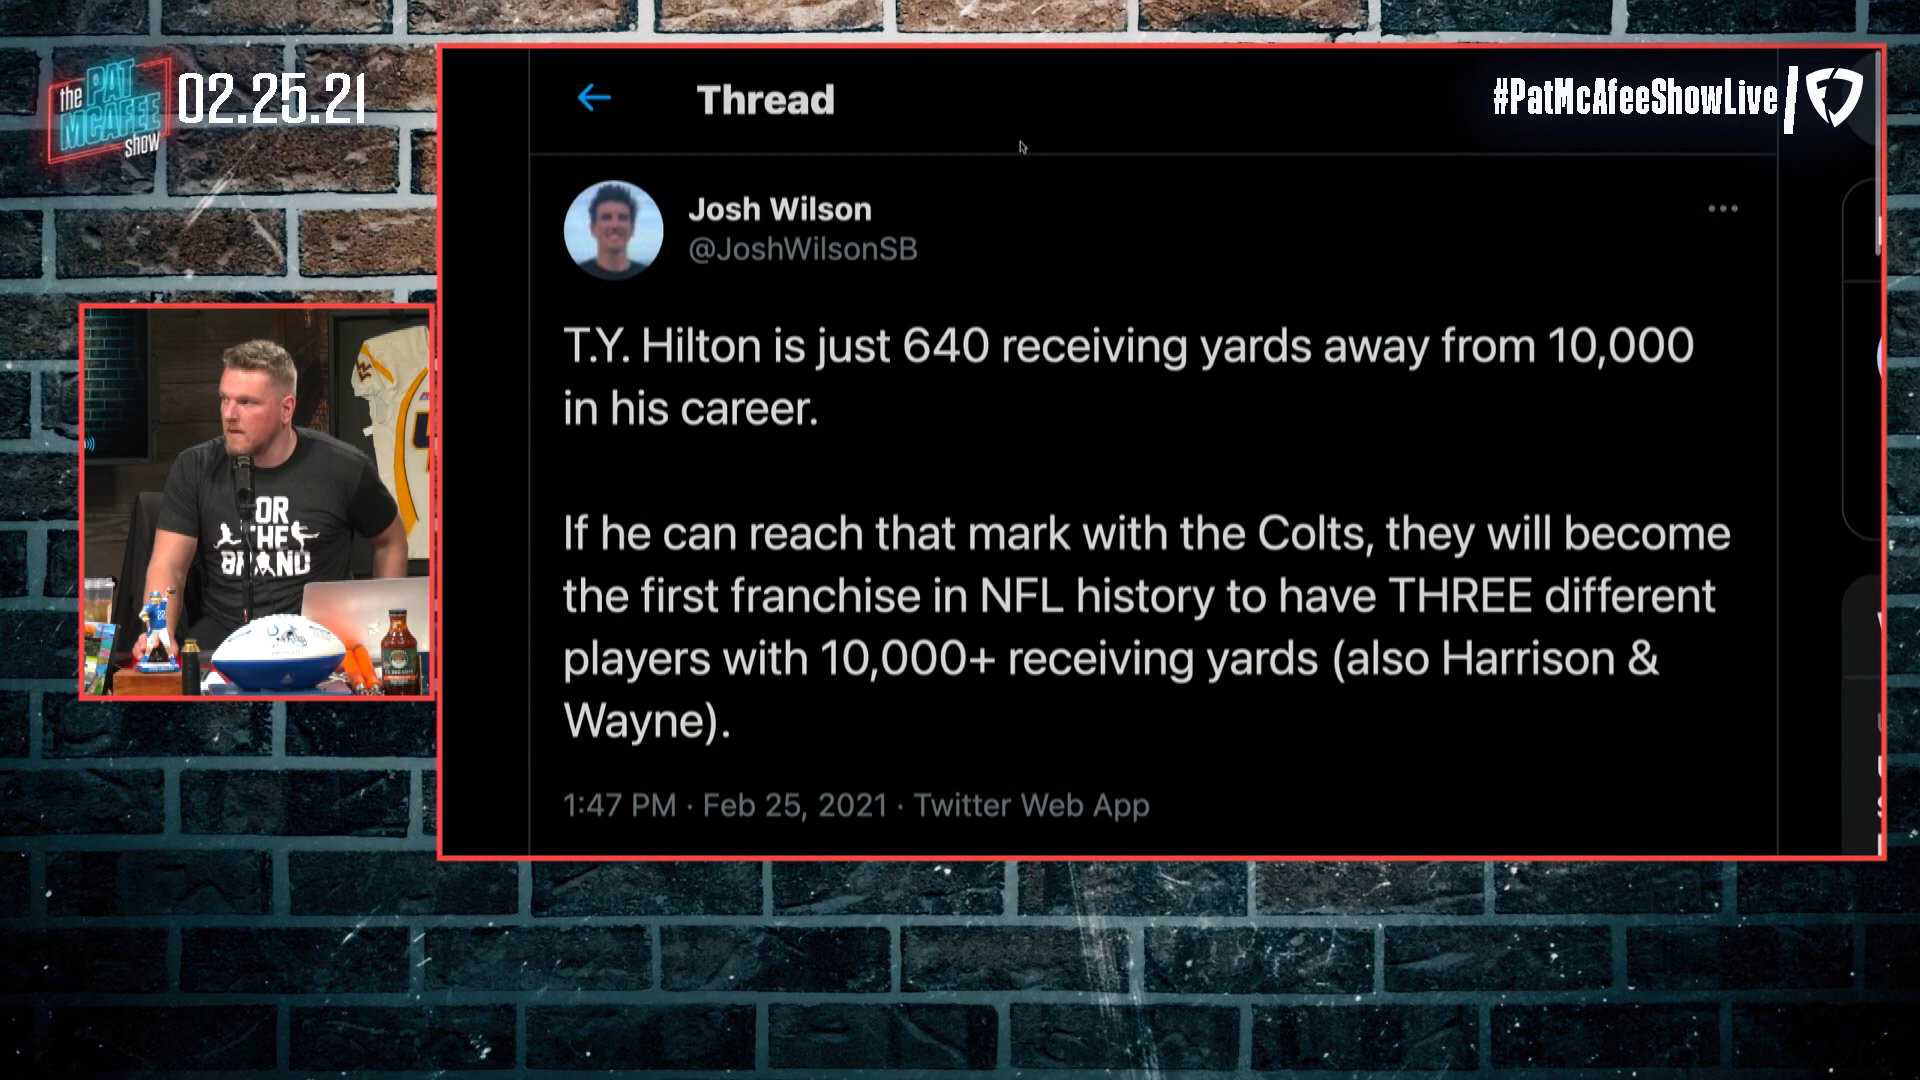 the PAT MCAFEE show
02.25.21
Thread
#PatMcAfeeShowLive
Josh Wilson
@JoshWilsonSB
T.Y. Hilton is just 640 receiving yards away from 10,000
in his career.
If he can reach that mark with the Colts, they will become
the first franchise in NFL history to have THREE different
players with 10,000+ receiving yards (also Harrison &
Wayne).
1:47 PM · Feb 25, 2021 · Twitter Web App
THE